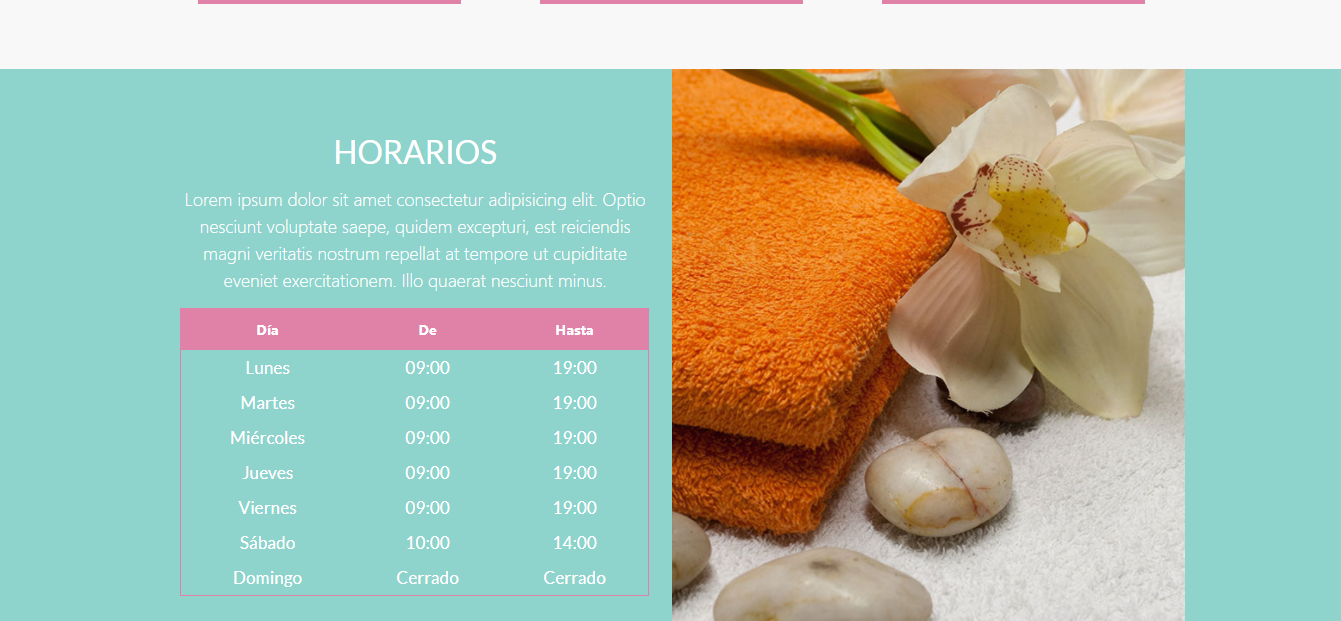 HORARIOS
Lorem ipsum dolor sit amet consectetur adipisicing elit. Optio
nesciunt voluptate saepe, quidem excepturi, est reiciendis
magni veritatis nostrum repellat at tempore ut cupiditate
eveniet exercitationem. Illo quaerat nesciunt minus.
Día De Hasta
Lunes 09:00 19:00
Martes 09:00 19:00
Miércoles 09:00 19:00
Jueves 09:00 19:00
Viernes 09:00 19:00
Sábado 10:00 14:00
Domingo Cerrado Cerrado